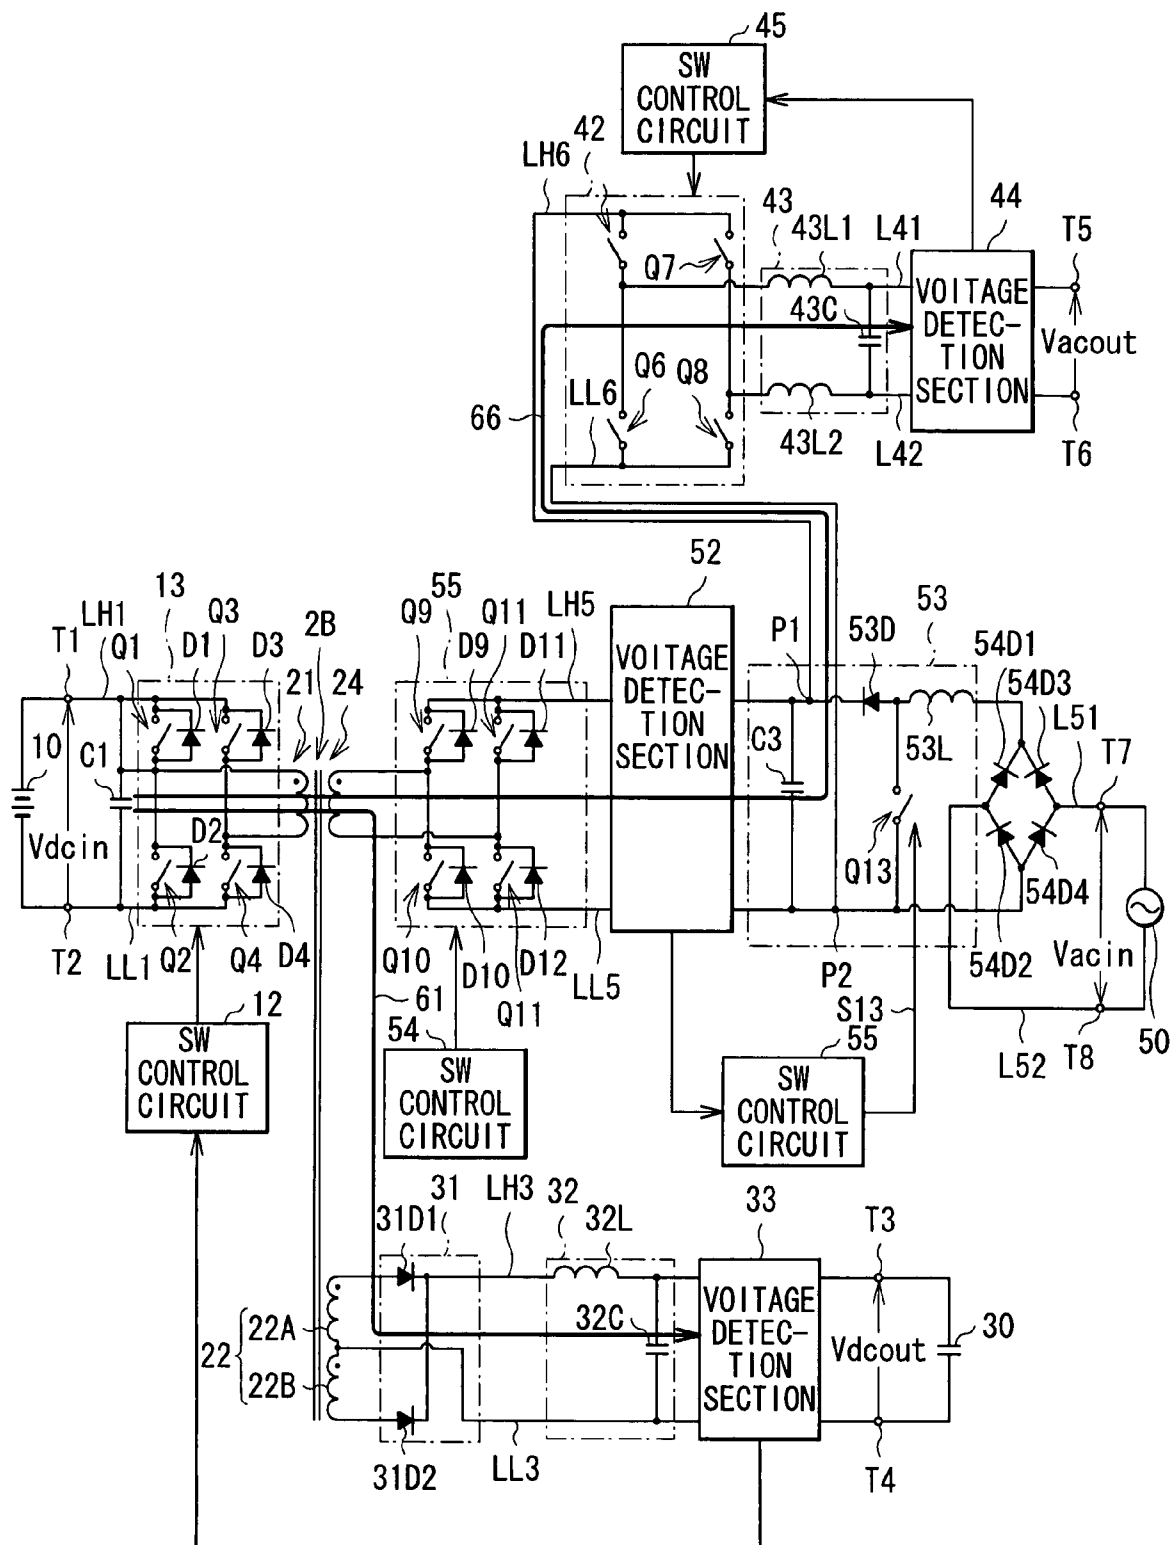 45
SW
CONTROL
CIRCUIT
42
LH6
43
43L1
L41
44
T5
Q7
43C
VOITAGE
DETEC-
TION
SECTION
Vacout
Q6
Q8
LL6
66
43L2
L42
T6
52
13
55
53
T1
LH1
Q1
D1
Q3
D3
2B
21
24
Q9
D9
Q11
D11
LH5
VOITAGE
DETEC-
TION
SECTION
P1
53D
54D1
54D3
L51
T7
53L
10
C1
C3
Vdcin
D2
Q13
54D4
54D2
T2
LL1
Q2
Q4
D4
Q10
D10
Q11
D12
LL5
P2
S13
Vacin
50
L52
T8
61
12
SW
CONTROL
CIRCUIT
54
SW
CONTROL
CIRCUIT
55
SW
CONTROL
CIRCUIT
31
31D1
LH3
32
32L
33
T3
22
22A
22B
32C
VOITAGE
DETEC-
TION
SECTION
Vdcout
30
31D2
LL3
T4